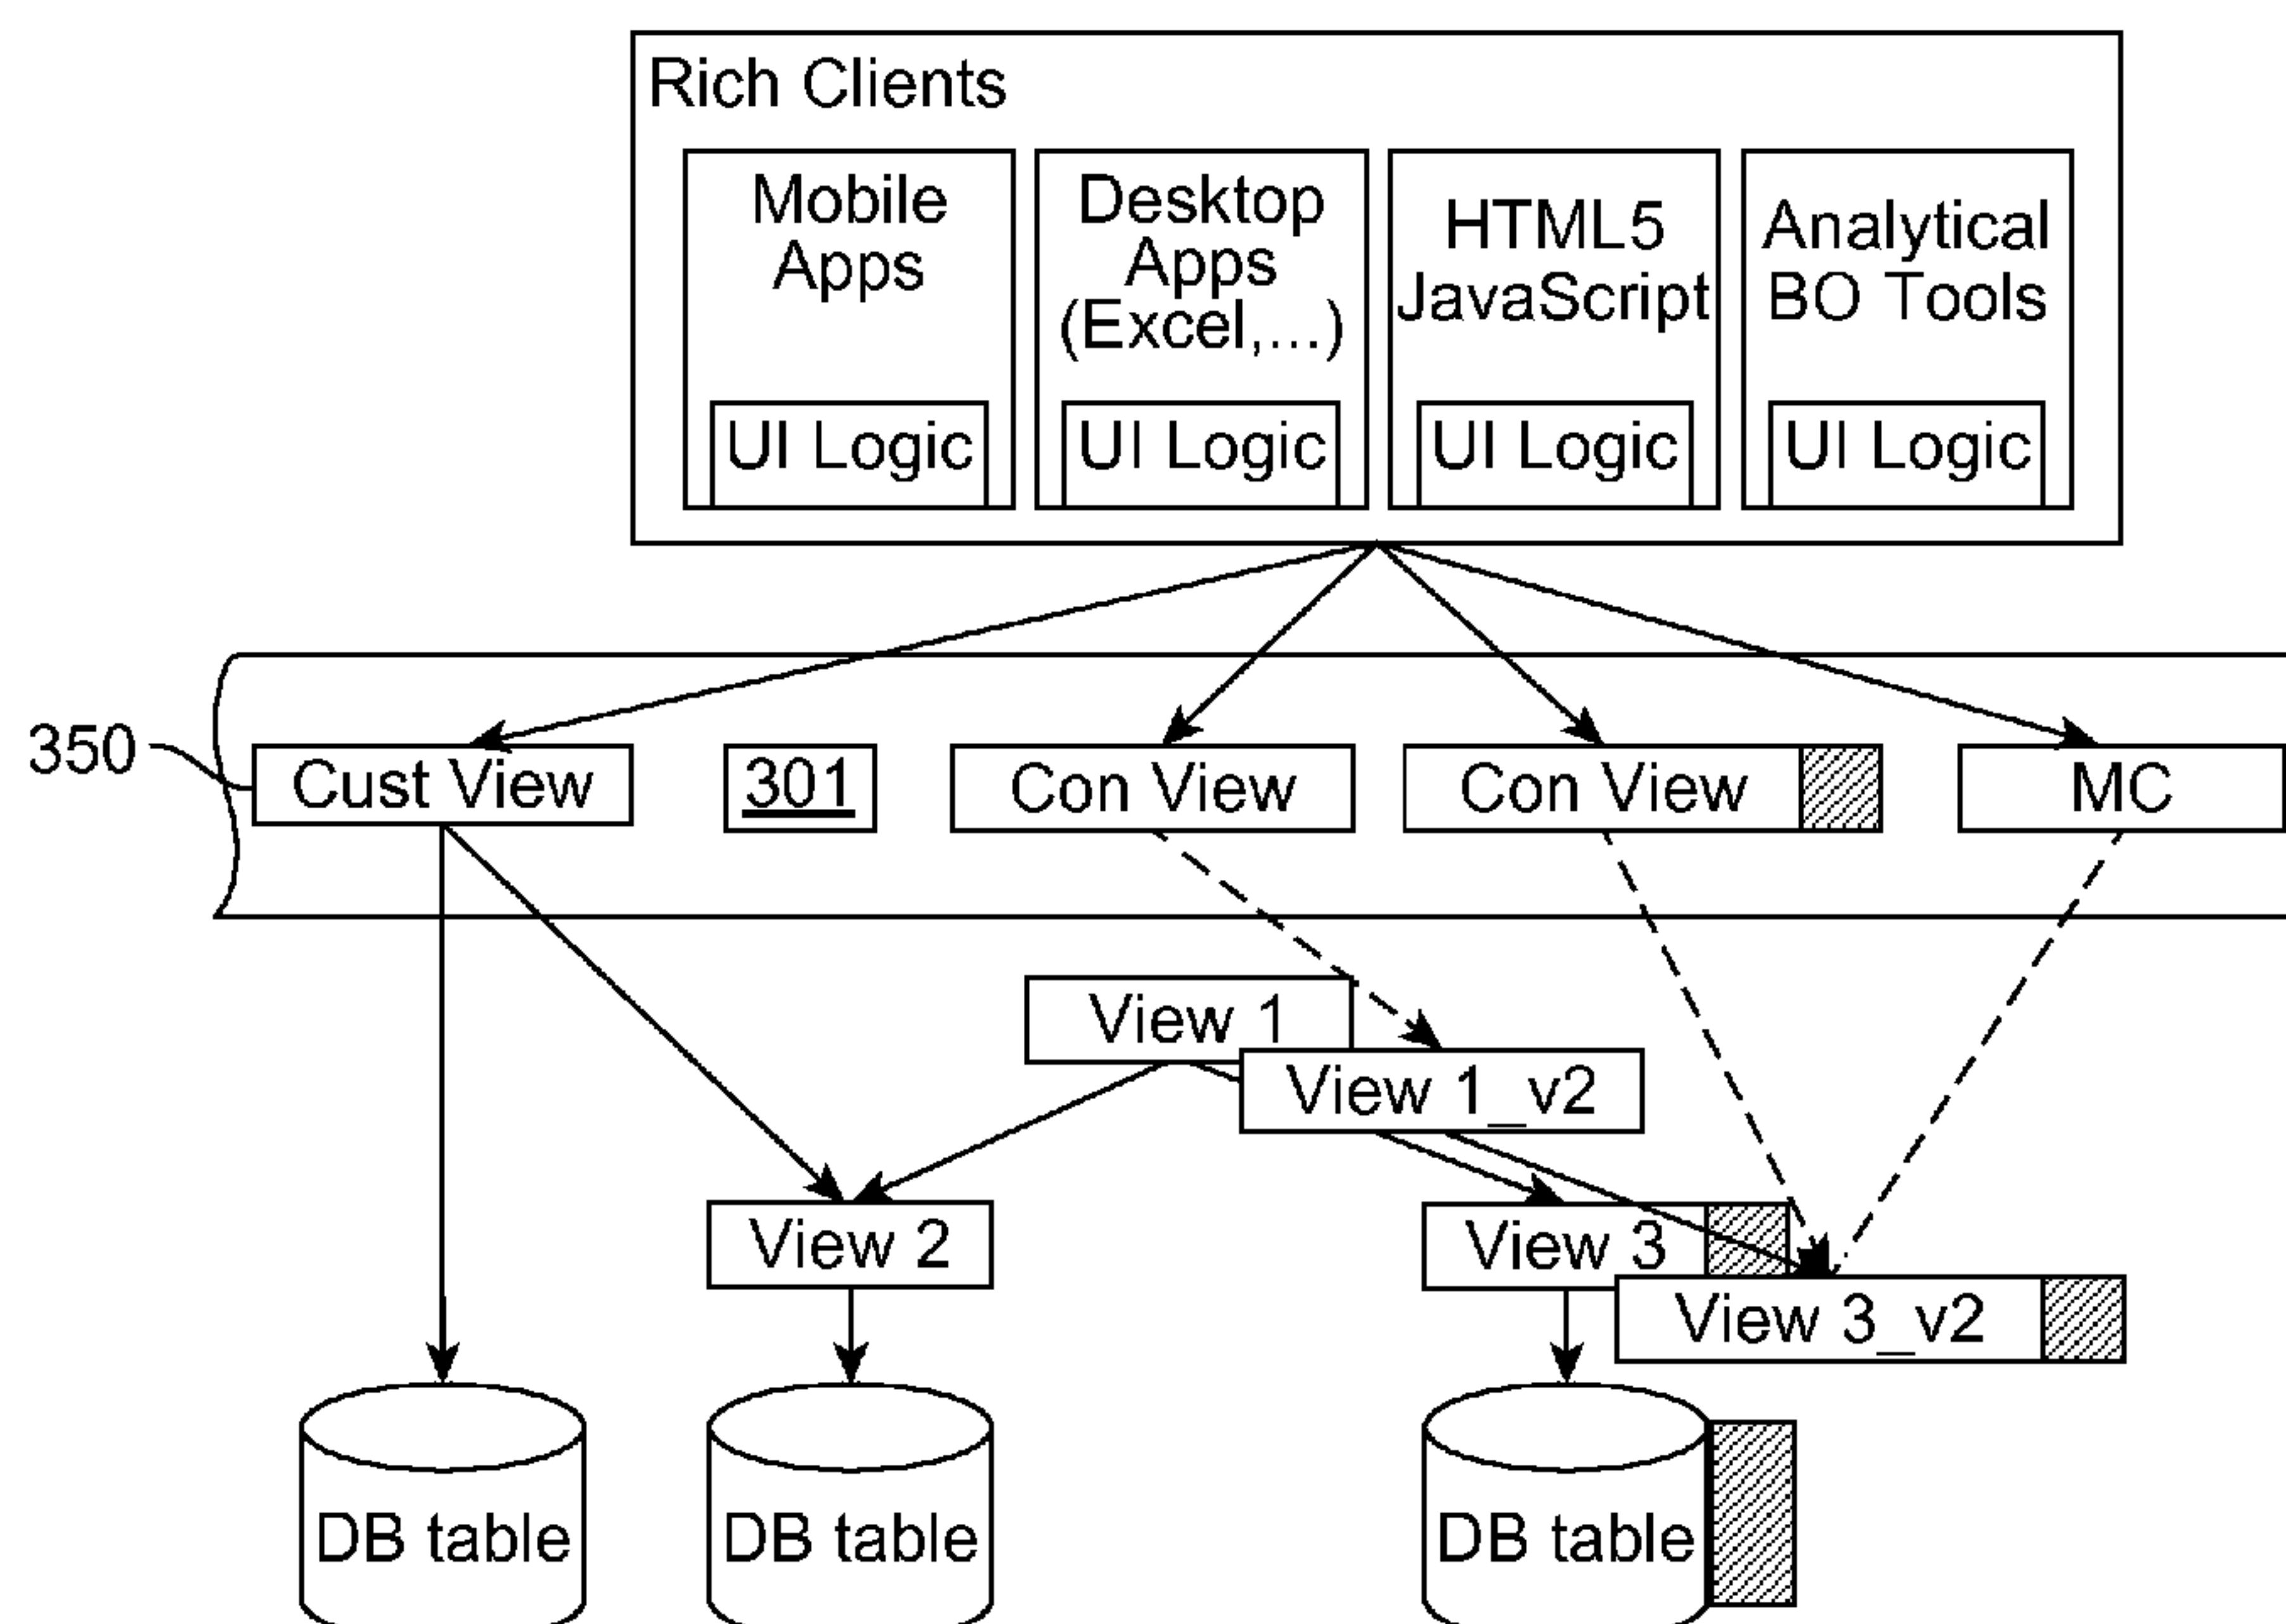 Rich Clients
Mobile
Apps
UI Logic
Desktop
Apps
(Excel,...)
UI Logic
HTML5
JavaScript
UI Logic
Analytical
BO Tools
UI Logic
350
Cust View
301
Con View
Con View
MC
View 1
View 1_v2
View 2
View 3
View 3_v2
DB table
DB table
DB table